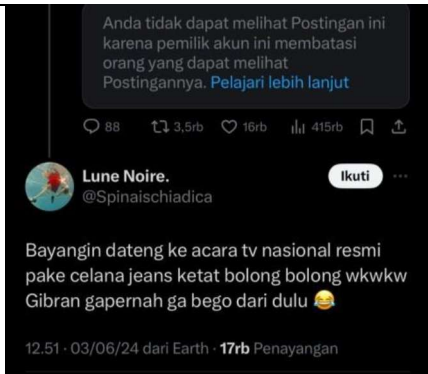 Anda tidak dapat melihat Postingan ini
karena pemilik akun ini membatasi
orang yang dapat melihat
Postingannya. Pelajari lebih lanjut
88 3,5rb 16rb 415rb
Lune Noire. Ikuti
@Spinaischiadica
Bayangin dateng ke acara tv nasional resmi
pake celana jeans ketat bolong bolong wkwkw
Gibran gapernah ga bego dari dulu 😂
12.51 · 03/06/24 dari Earth · 17rb Penayangan